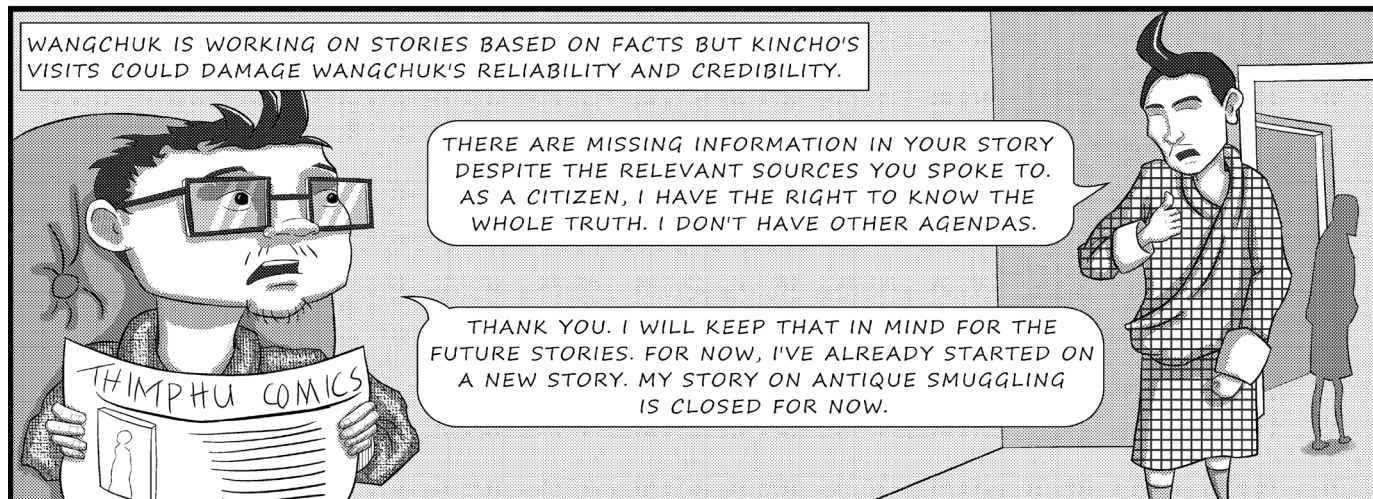 WANGCHUK IS WORKING ON STORIES BASED ON FACTS BUT KINCHO'S
VISITS COULD DAMAGE WANGCHUK'S RELIABILITY AND CREDIBILITY.
THERE ARE MISSING INFORMATION IN YOUR STORY
DESPITE THE RELEVANT SOURCES YOU SPOKE TO.
AS A CITIZEN, I HAVE THE RIGHT TO KNOW THE
WHOLE TRUTH. I DON'T HAVE OTHER AGENDAS.
THANK YOU. I WILL KEEP THAT IN MIND FOR THE
FUTURE STORIES. FOR NOW, I'VE ALREADY STARTED ON
A NEW STORY. MY STORY ON ANTIQUE SMUGGLING
IS CLOSED FOR NOW.
THIMPHU COMICS